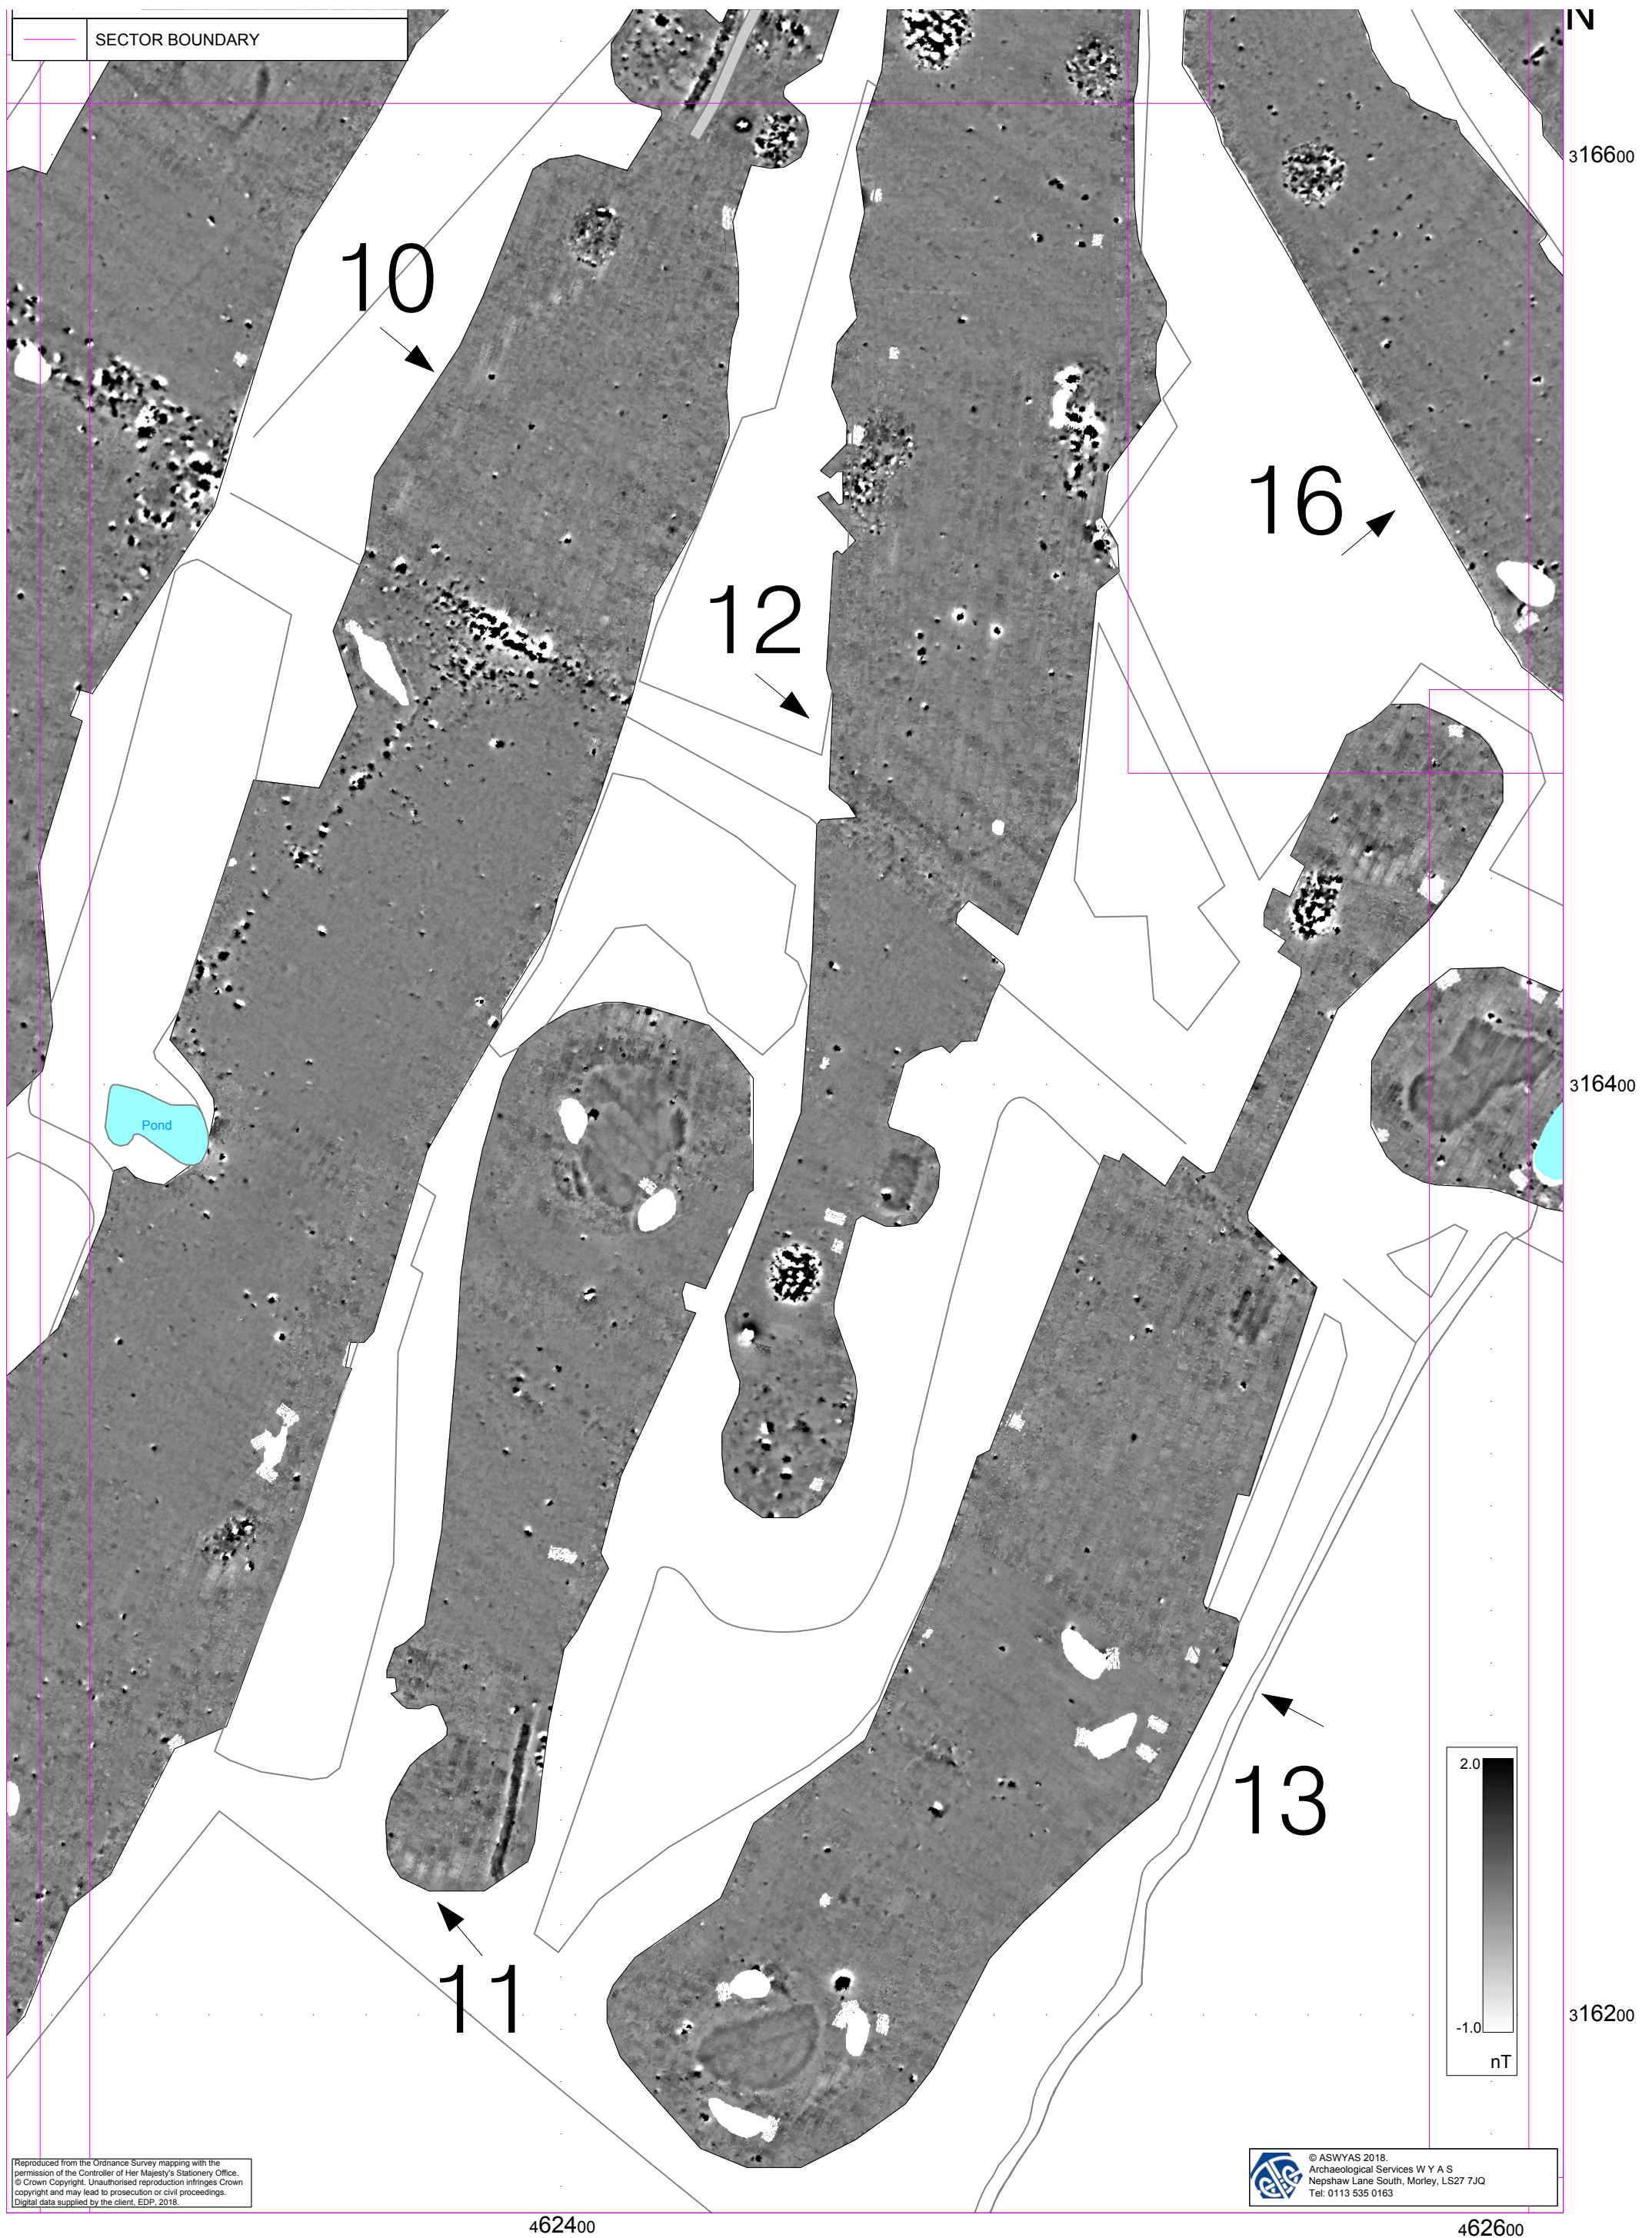 N
SECTOR BOUNDARY
316600
10
16
12
316400
Pond
2.0
13
-1.0
nT
11
316200
Reproduced from the Ordnance Survey mapping with the
permission of the Controller of Her Majesty's Stationery Office.
© Crown Copyright. Unauthorised reproduction infringes Crown
copyright and may lead to prosecution or civil proceedings.
Digital data supplied by the client, EDP, 2018.
© ASWYAS 2018.
Archaeological Services W Y A S
Nepshaw Lane South, Morley, LS27 7JQ
Tel: 0113 535 0163
462400
462600